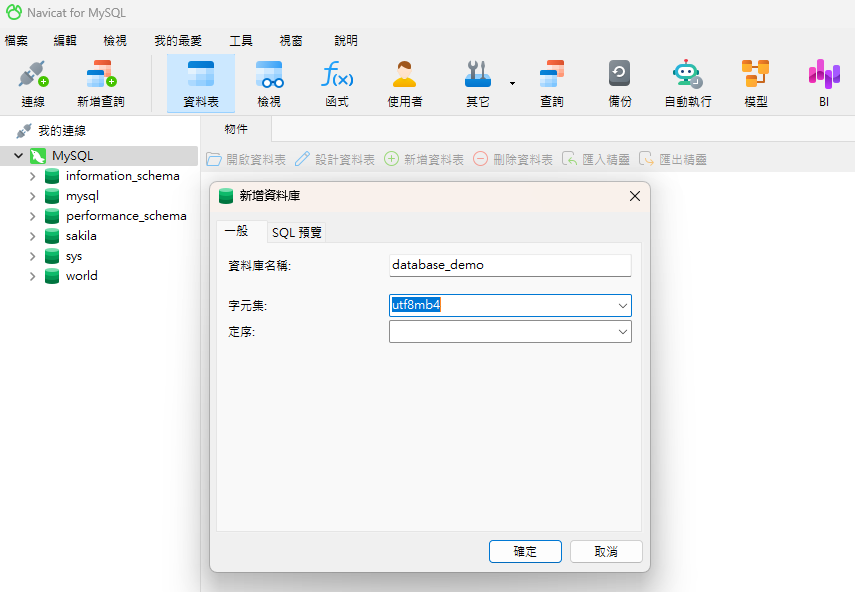 Navicat for MySQL
檔案 編輯 檢視 我的最愛 工具 視窗 說明
連線 新增查詢 資料表 檢視 函式 使用者 其它 查詢 備份 自動執行 模型 BI
f(x)
我的連線
物件
MySQL
開啟資料表 設計資料表 新增資料表 刪除資料表 匯入精靈 匯出精靈
information_schema
mysql
performance_schema
sakila
sys
world
新增資料庫
一般 SQL 預覽
資料庫名稱: database_demo
字元集: utf8mb4
定序:
確定 取消